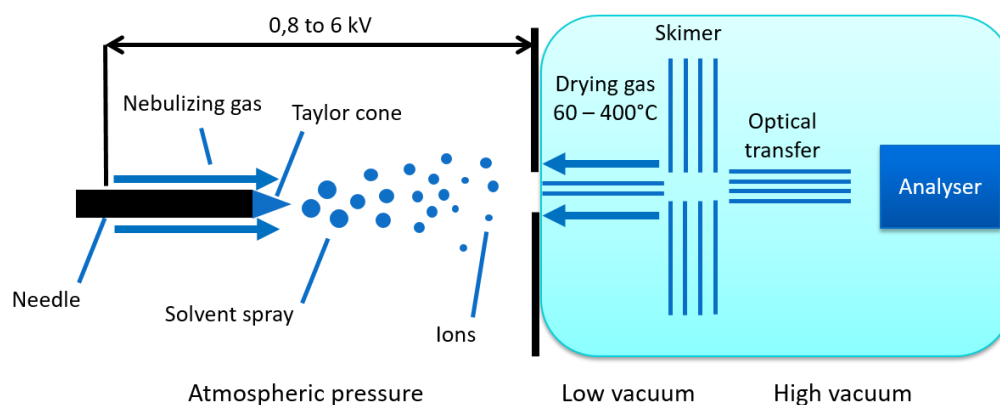 0,8 to 6 kV
Skimer
Nebulizing gas
Taylor cone
Drying gas
60 – 400°C
Optical
transfer
Analyser
Needle
Solvent spray
Ions
Atmospheric pressure
Low vacuum
High vacuum